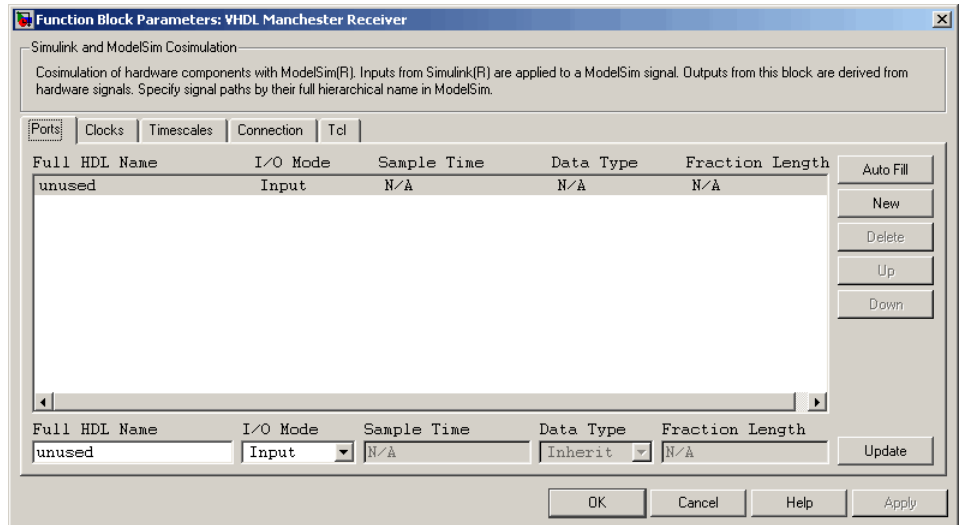 Function Block Parameters: VHDL Manchester Receiver
Simulink and ModelSim Cosimulation
Cosimulation of hardware components with ModelSim(R). Inputs from Simulink(R) are applied to a ModelSim signal. Outputs from this block are derived from
hardware signals. Specify signal paths by their full hierarchical name in ModelSim.
Ports Clocks Timescales Connection Tcl
Full HDL Name I/O Mode Sample Time Data Type Fraction Length
unused Input N/A N/A N/A
Auto Fill
New
Delete
Up
Down
Full HDL Name I/O Mode Sample Time Data Type Fraction Length
unused Input N/A Inherit N/A Update
OK Cancel Help Apply